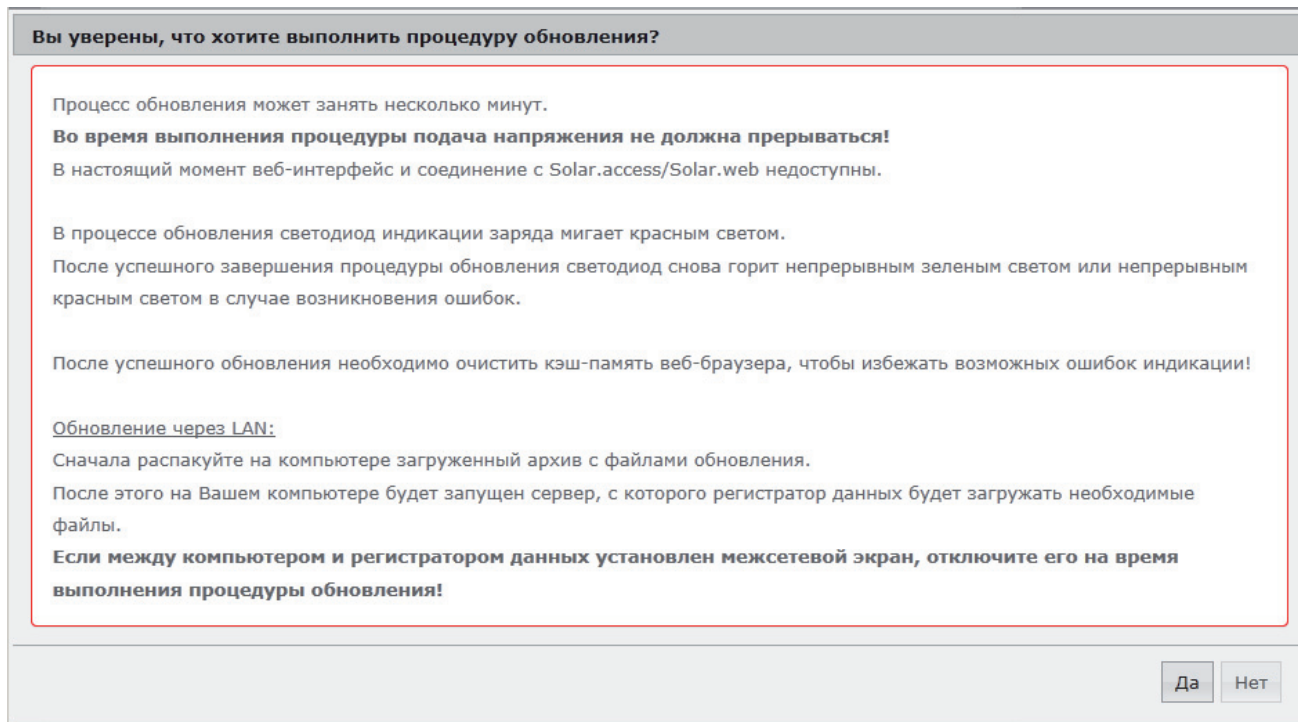 Вы уверены, что хотите выполнить процедуру обновления?
Процесс обновления может занять несколько минут.
Во время выполнения процедуры подача напряжения не должна прерываться!
В настоящий момент веб-интерфейс и соединение с Solar.access/Solar.web недоступны.
В процессе обновления светодиод индикации заряда мигает красным светом.
После успешного завершения процедуры обновления светодиод снова горит непрерывным зеленым светом или непрерывным
красным светом в случае возникновения ошибок.
После успешного обновления необходимо очистить кэш-память веб-браузера, чтобы избежать возможных ошибок индикации!
Обновление через LAN:
Сначала распакуйте на компьютере загруженный архив с файлами обновления.
После этого на Вашем компьютере будет запущен сервер, с которого регистратор данных будет загружать необходимые
файлы.
Если между компьютером и регистратором данных установлен межсетевой экран, отключите его на время
выполнения процедуры обновления!
Да Нет